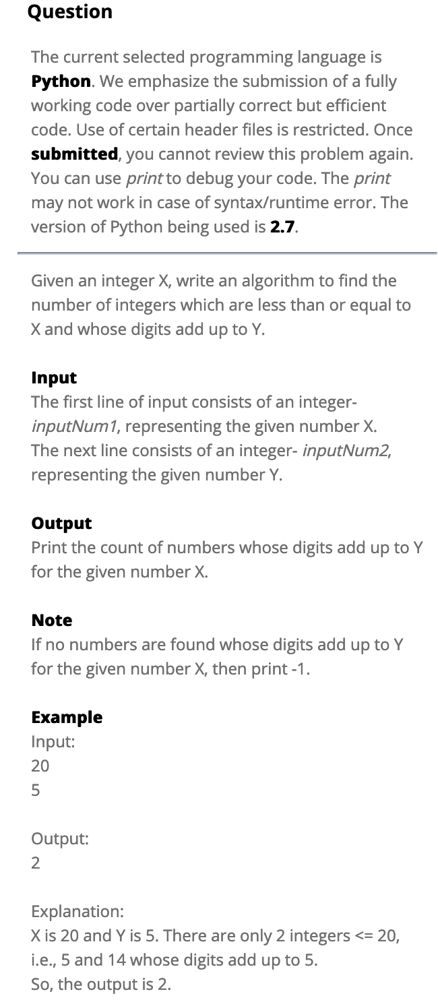 Question
The current selected programming language is
Python. We emphasize the submission of a fully
working code over partially correct but efficient
code. Use of certain header files is restricted. Once
submitted, you cannot review this problem again.
You can use print to debug your code. The print
may not work in case of syntax/runtime error. The
version of Python being used is 2.7.
Given an integer X, write an algorithm to find the
number of integers which are less than or equal to
X and whose digits add up to Y.
Input
The first line of input consists of an integer-
inputNum1, representing the given number X.
The next line consists of an integer- inputNum2,
representing the given number Y.
Output
Print the count of numbers whose digits add up to Y
for the given number X.
Note
If no numbers are found whose digits add up to Y
for the given number X, then print -1.
Example
Input:
20
5
Output:
2
Explanation:
X is 20 and Y is 5. There are only 2 integers <= 20,
i.e., 5 and 14 whose digits add up to 5.
So, the output is 2.